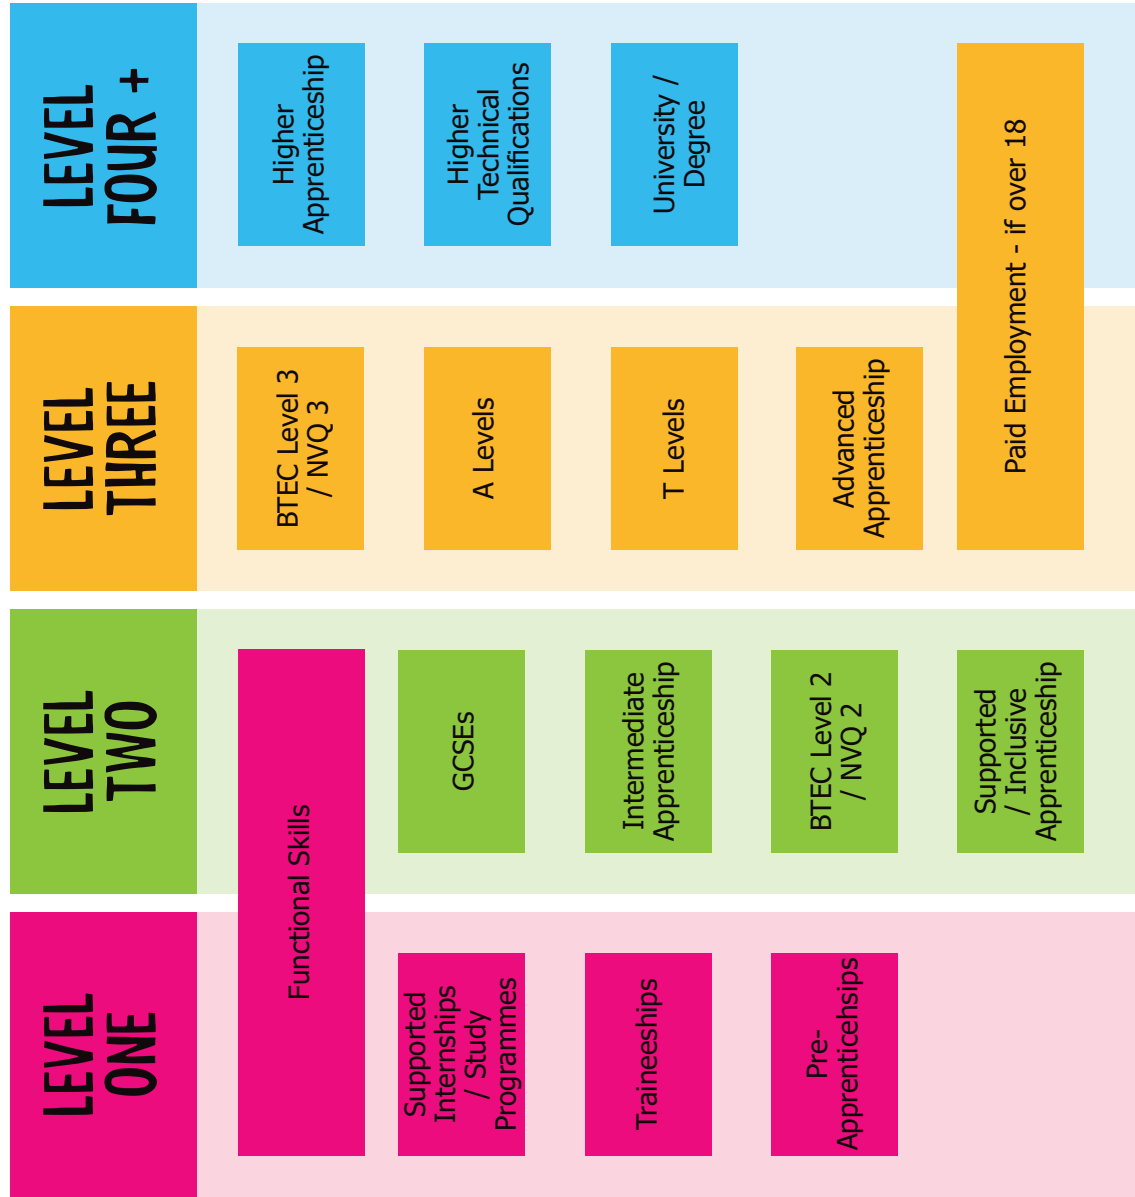 LEVEL
ONE
Functional Skills
Supported
Internships
/ Study
Programmes
Traineeships
Pre-
Apprenticehsips
LEVEL
TWO
GCSEs
Intermediate
Apprenticeship
BTEC Level 2
/ NVQ 2
Supported
/ Inclusive
Apprenticeship
LEVEL
THREE
BTEC Level 3
/ NVQ 3
A Levels
T Levels
Advanced
Apprenticeship
Paid Employment - if over 18
LEVEL
FOUR +
Higher
Apprenticeship
Higher
Technical
Qualifications
University /
Degree